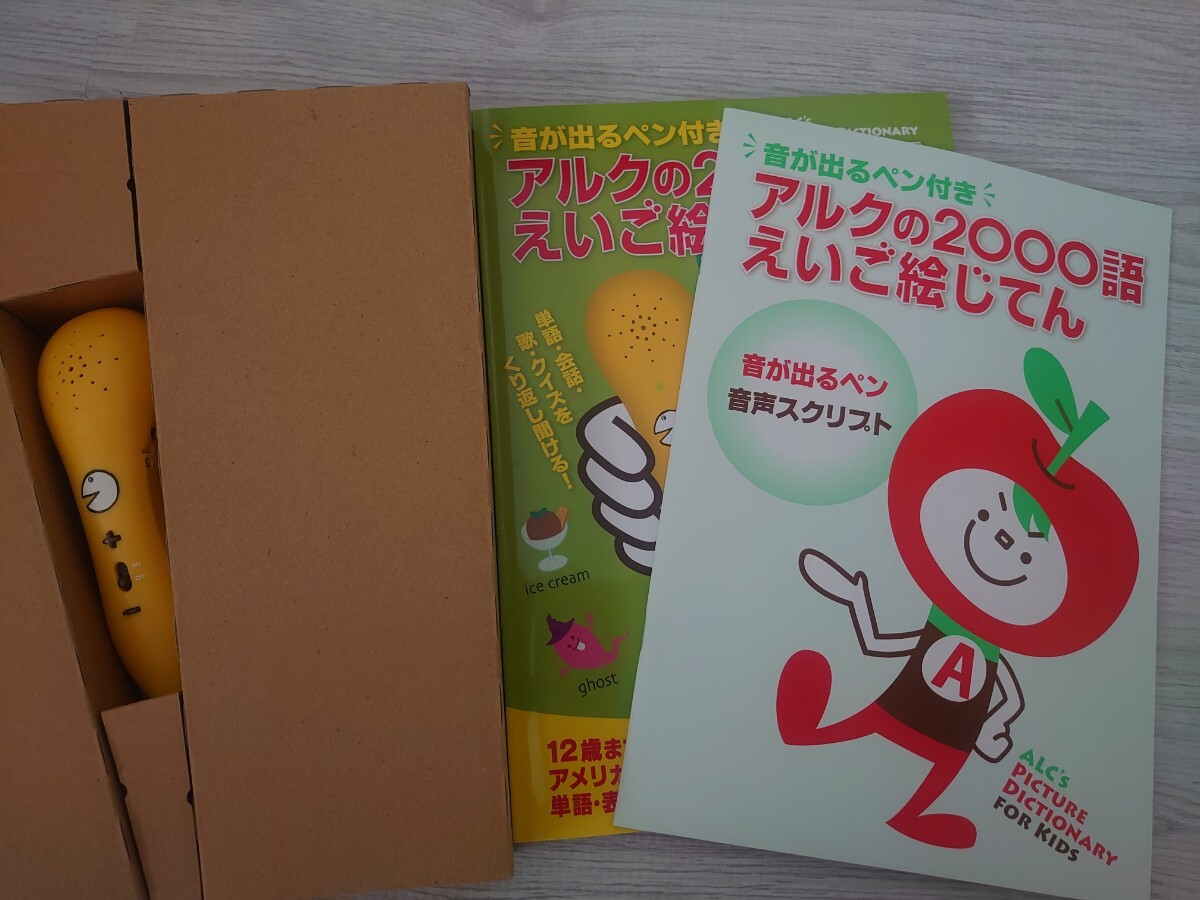 ON
OFF
音が出るペン付き
DICTIONARY
アルクの2
えいご絵
単語・会話・
歌・クイズを
くり返し聞ける！
ice cream
ghost
12歳ま
アメリカ
単語・表
音が出るペン付き
アルクの2000語
えいご絵じてん
音が出るペン
音声スクリプト
A
ALC's
PICTURE
DICTIONARY
FOR KIDS